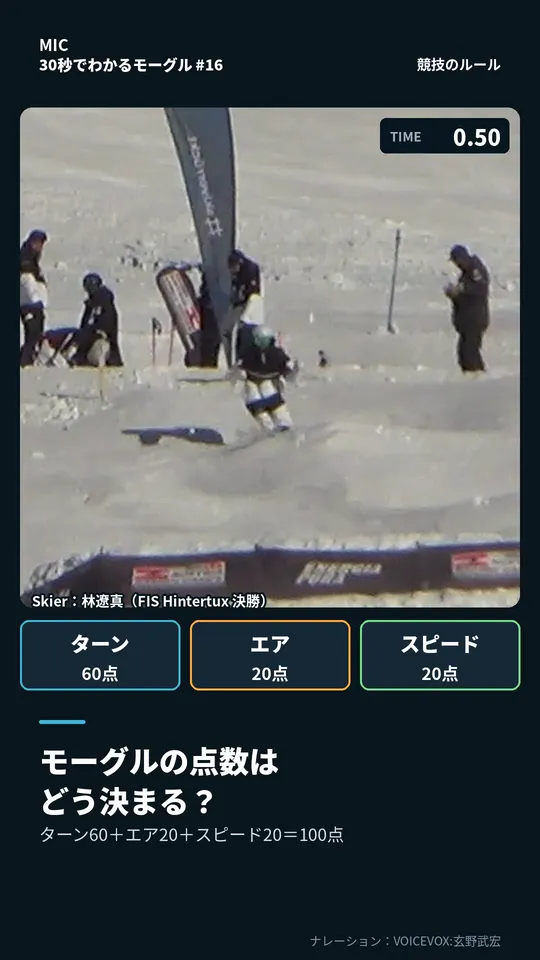 MIC
30秒でわかるモーグル #16
競技のルール
TIME 0.50
Skier：林遼真（FIS Hintertux 決勝）
ターン
60点
エア
20点
スピード
20点
モーグルの点数は
どう決まる？
ターン60＋エア20＋スピード20＝100点
ナレーション：VOICEVOX:玄野武宏